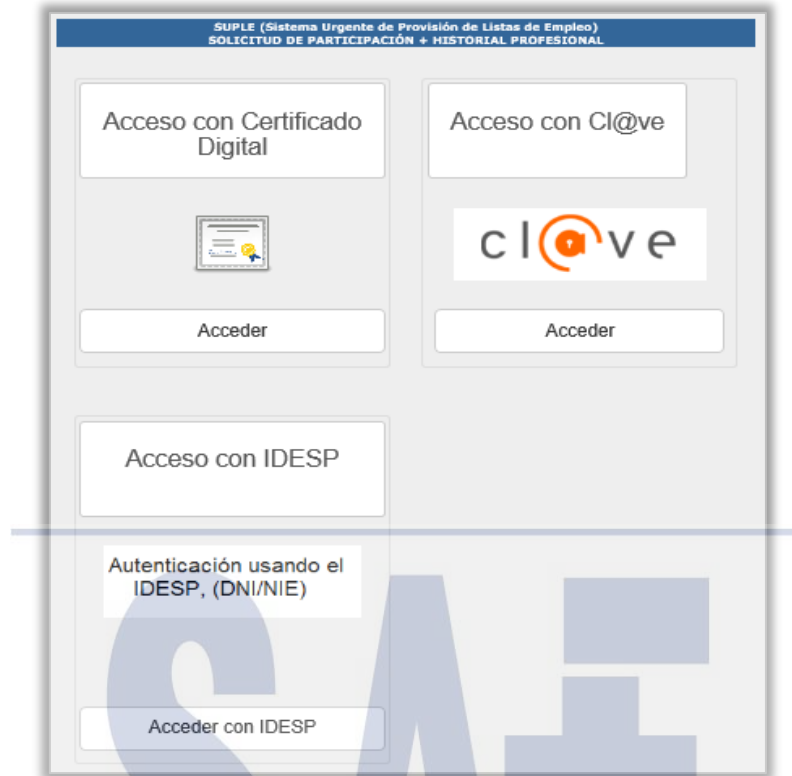 SUPLE (Sistema Urgente de Provisión de Listas de Empleo)
SOLICITUD DE PARTICIPACIÓN + HISTORIAL PROFESIONAL
Acceso con Certificado
Digital
Acceder
Acceso con Cl@ve
cl@ve
Acceder
Acceso con IDESP
Autenticación usando el
IDESP, (DNI/NIE)
Acceder con IDESP